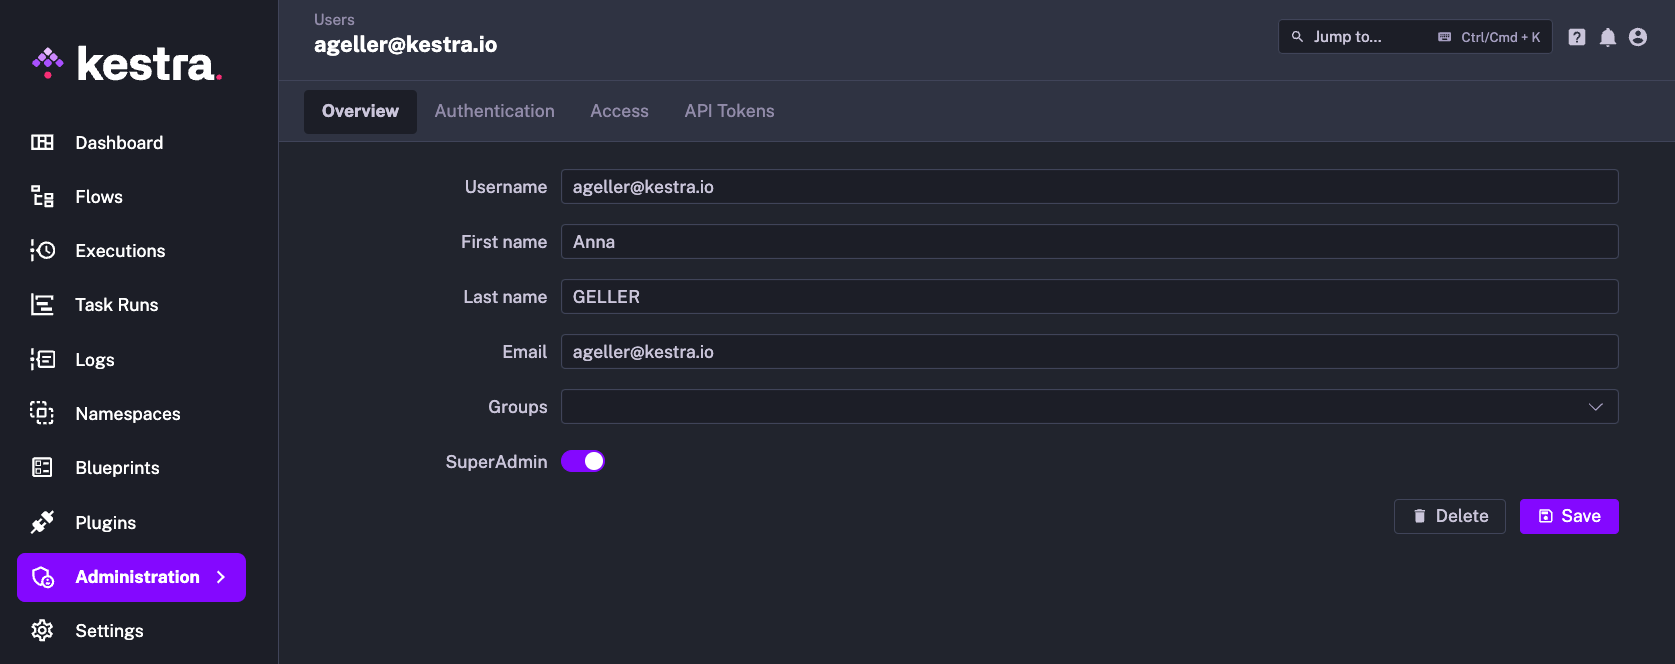 kestra.
Dashboard
Flows
Executions
Task Runs
Logs
Namespaces
Blueprints
Plugins
Administration
Settings
Users
ageller@kestra.io
Jump to... Ctrl/Cmd + K
Overview Authentication Access API Tokens
Username ageller@kestra.io
First name Anna
Last name GELLER
Email ageller@kestra.io
Groups
SuperAdmin
Delete Save